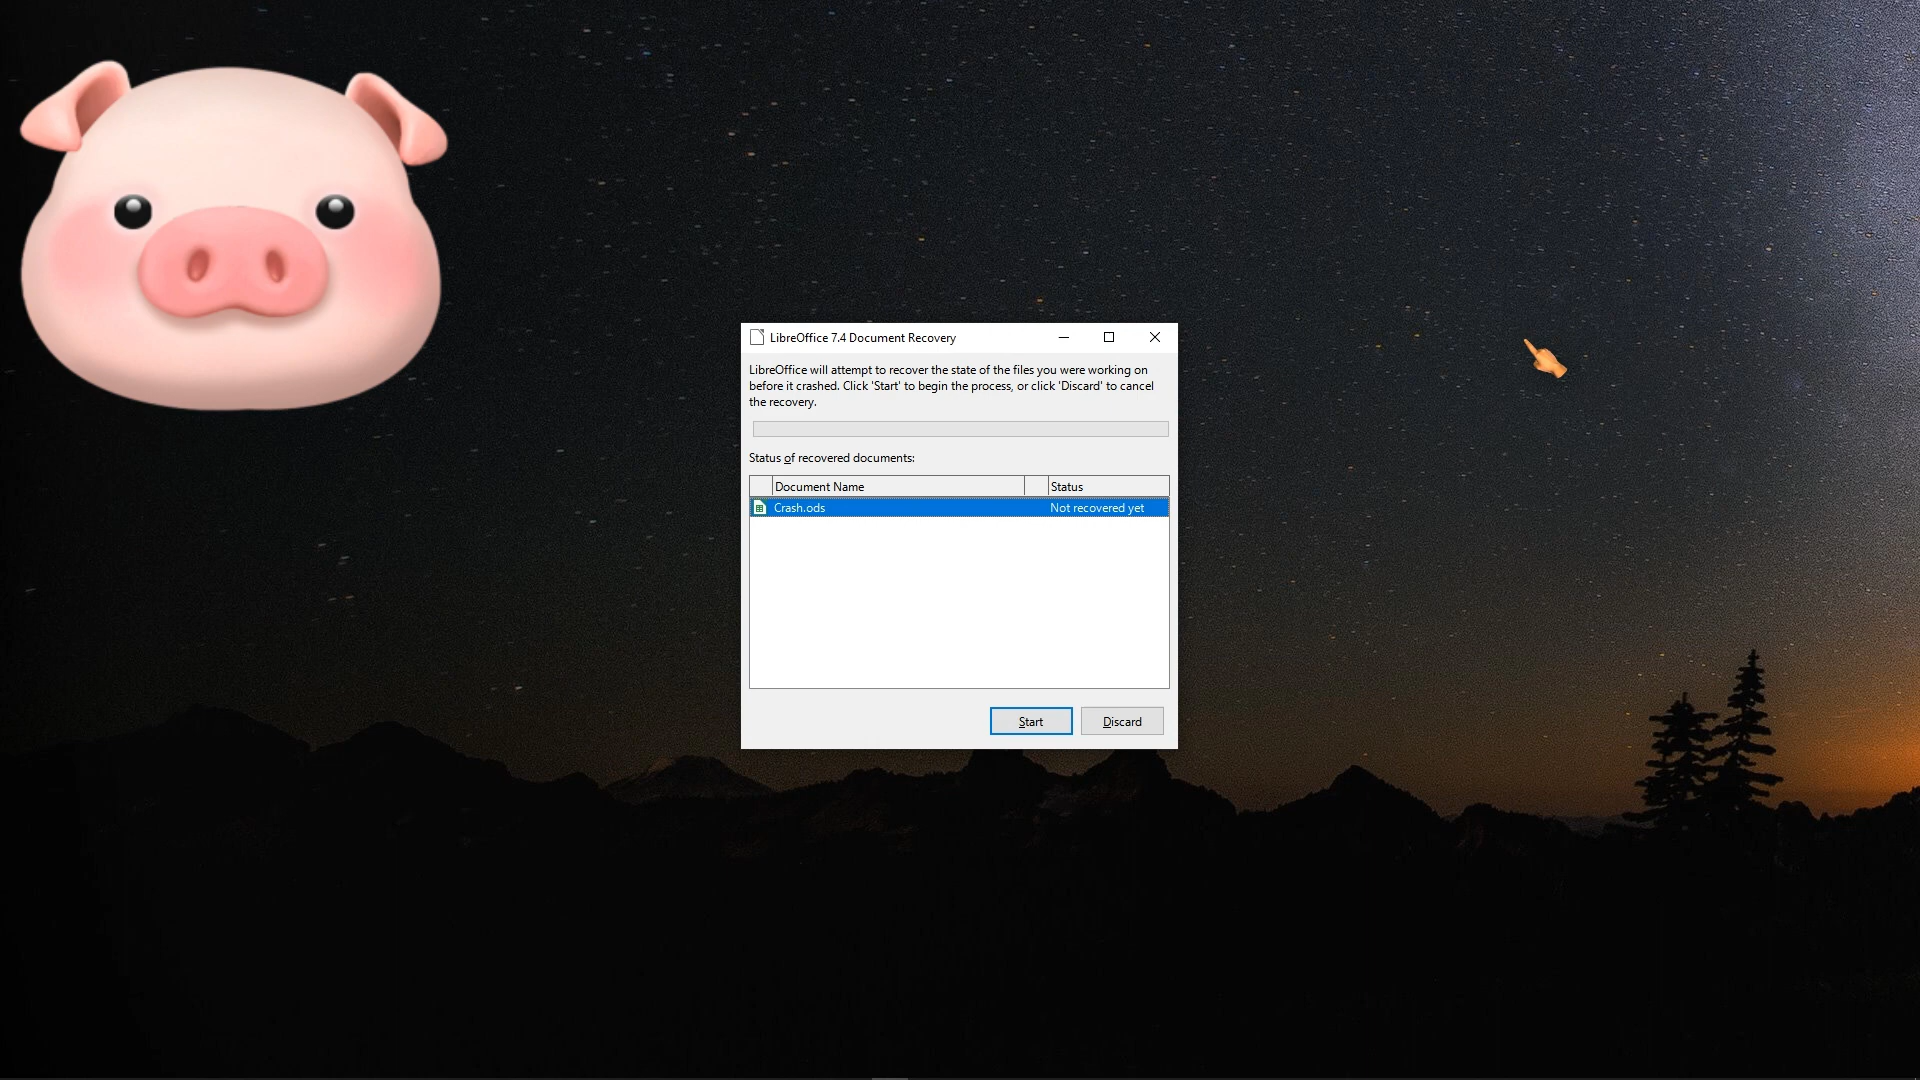 LibreOffice 7.4 Document Recovery
LibreOffice will attempt to recover the state of the files you were working on
before it crashed. Click 'Start' to begin the process, or click 'Discard' to cancel
the recovery.
Status of recovered documents:
Document Name Status
Crash.ods Not recovered yet
Start Discard